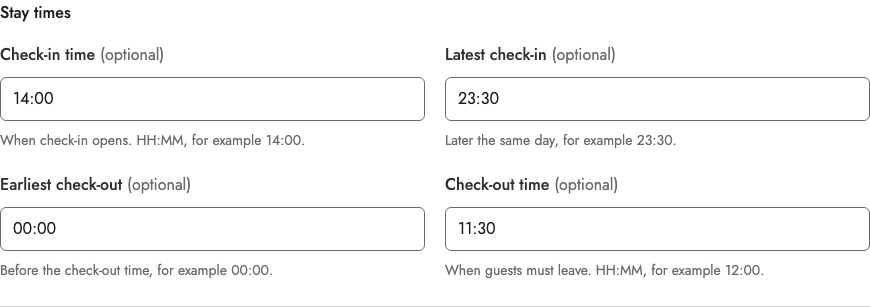 Stay times
Check-in time (optional)
Latest check-in (optional)
14:00
23:30
When check-in opens. HH:MM, for example 14:00.
Later the same day, for example 23:30.
Earliest check-out (optional)
Check-out time (optional)
00:00
11:30
Before the check-out time, for example 00:00.
When guests must leave. HH:MM, for example 12:00.